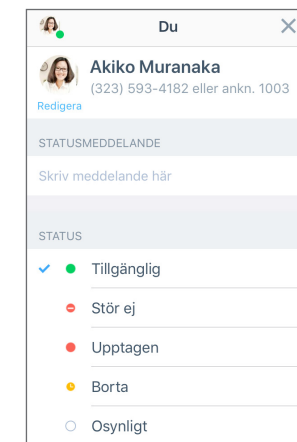 Du
Akiko Muranaka
(323) 593-4182 eller ankn. 1003
Redigera
STATUSMEDDELANDE
Skriv meddelande här
STATUS
Tillgänglig
Stör ej
Upptagen
Borta
Osynligt